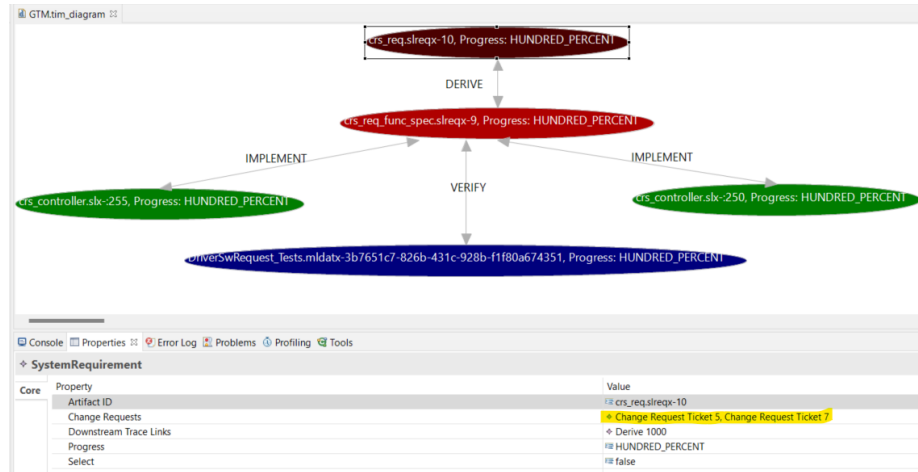 GTM.tim_diagram
crs_req.slreqx-10, Progress: HUNDRED_PERCENT
DERIVE
crs_req_func_spec.slreqx-9, Progress: HUNDRED_PERCENT
IMPLEMENT
IMPLEMENT
crs_controller.slx-:255, Progress: HUNDRED_PERCENT
VERIFY
crs_controller.slx-:250, Progress: HUNDRED_PERCENT
DriverSwRequest_Tests.mldatx-3b7651c7-826b-431c-928b-f1f80a674351, Progress: HUNDRED_PERCENT
Console Properties Error Log Problems Profiling Tools
SystemRequirement
Core Property Value
Artifact ID crs_req.slreqx-10
Change Requests Change Request Ticket 5, Change Request Ticket 7
Downstream Trace Links Derive 1000
Progress HUNDRED_PERCENT
Select false